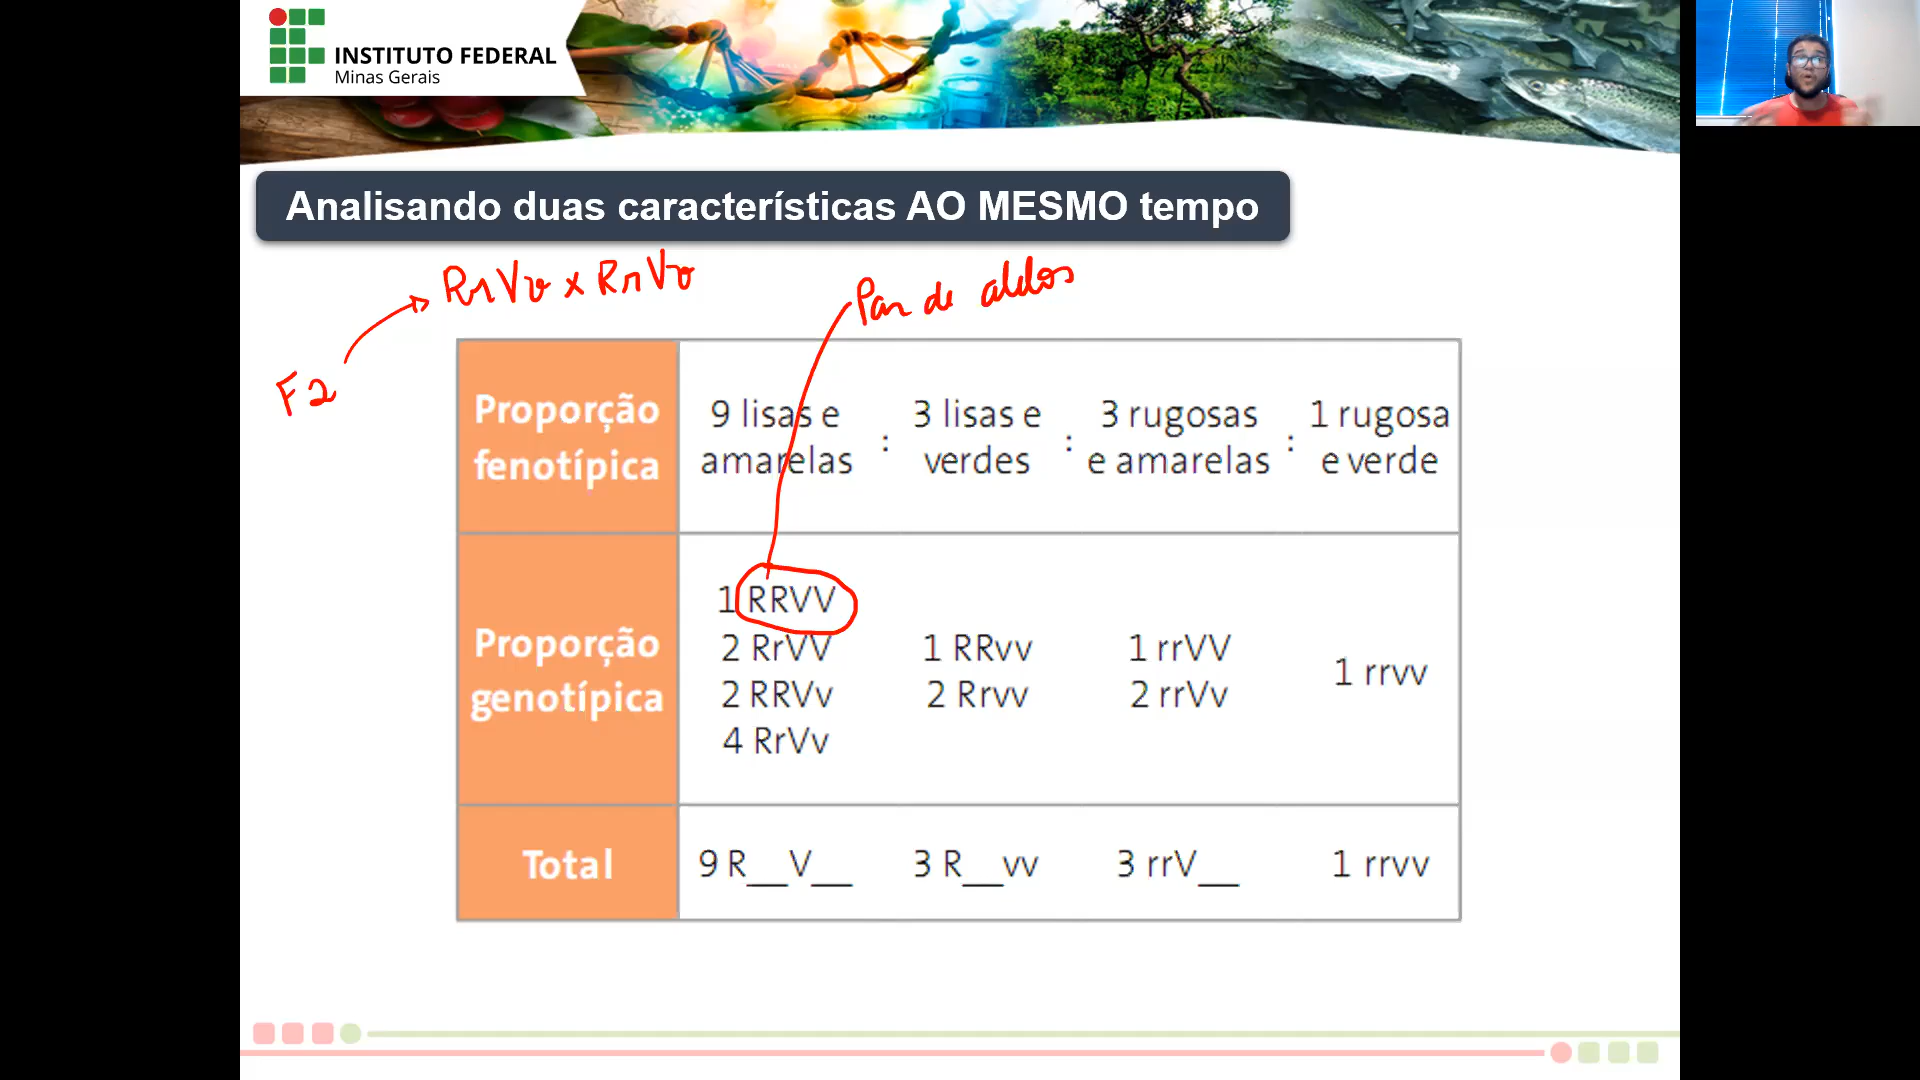 INSTITUTO FEDERAL
Minas Gerais
Analisando duas características AO MESMO tempo
RrVv x RrVv
Par de alelos
F2
Proporção fenotípica
9 lisas e amarelas : 3 lisas e verdes : 3 rugosas e amarelas : 1 rugosa e verde
Proporção genotípica
1 RRVV
2 RrVV 1 RRvv 1 rrVV
1 rrvv
2 RRVv 2 Rrvv 2 rrVv
4 RrVv
Total 9 R__V__ 3 R__vv 3 rrV__ 1 rrvv